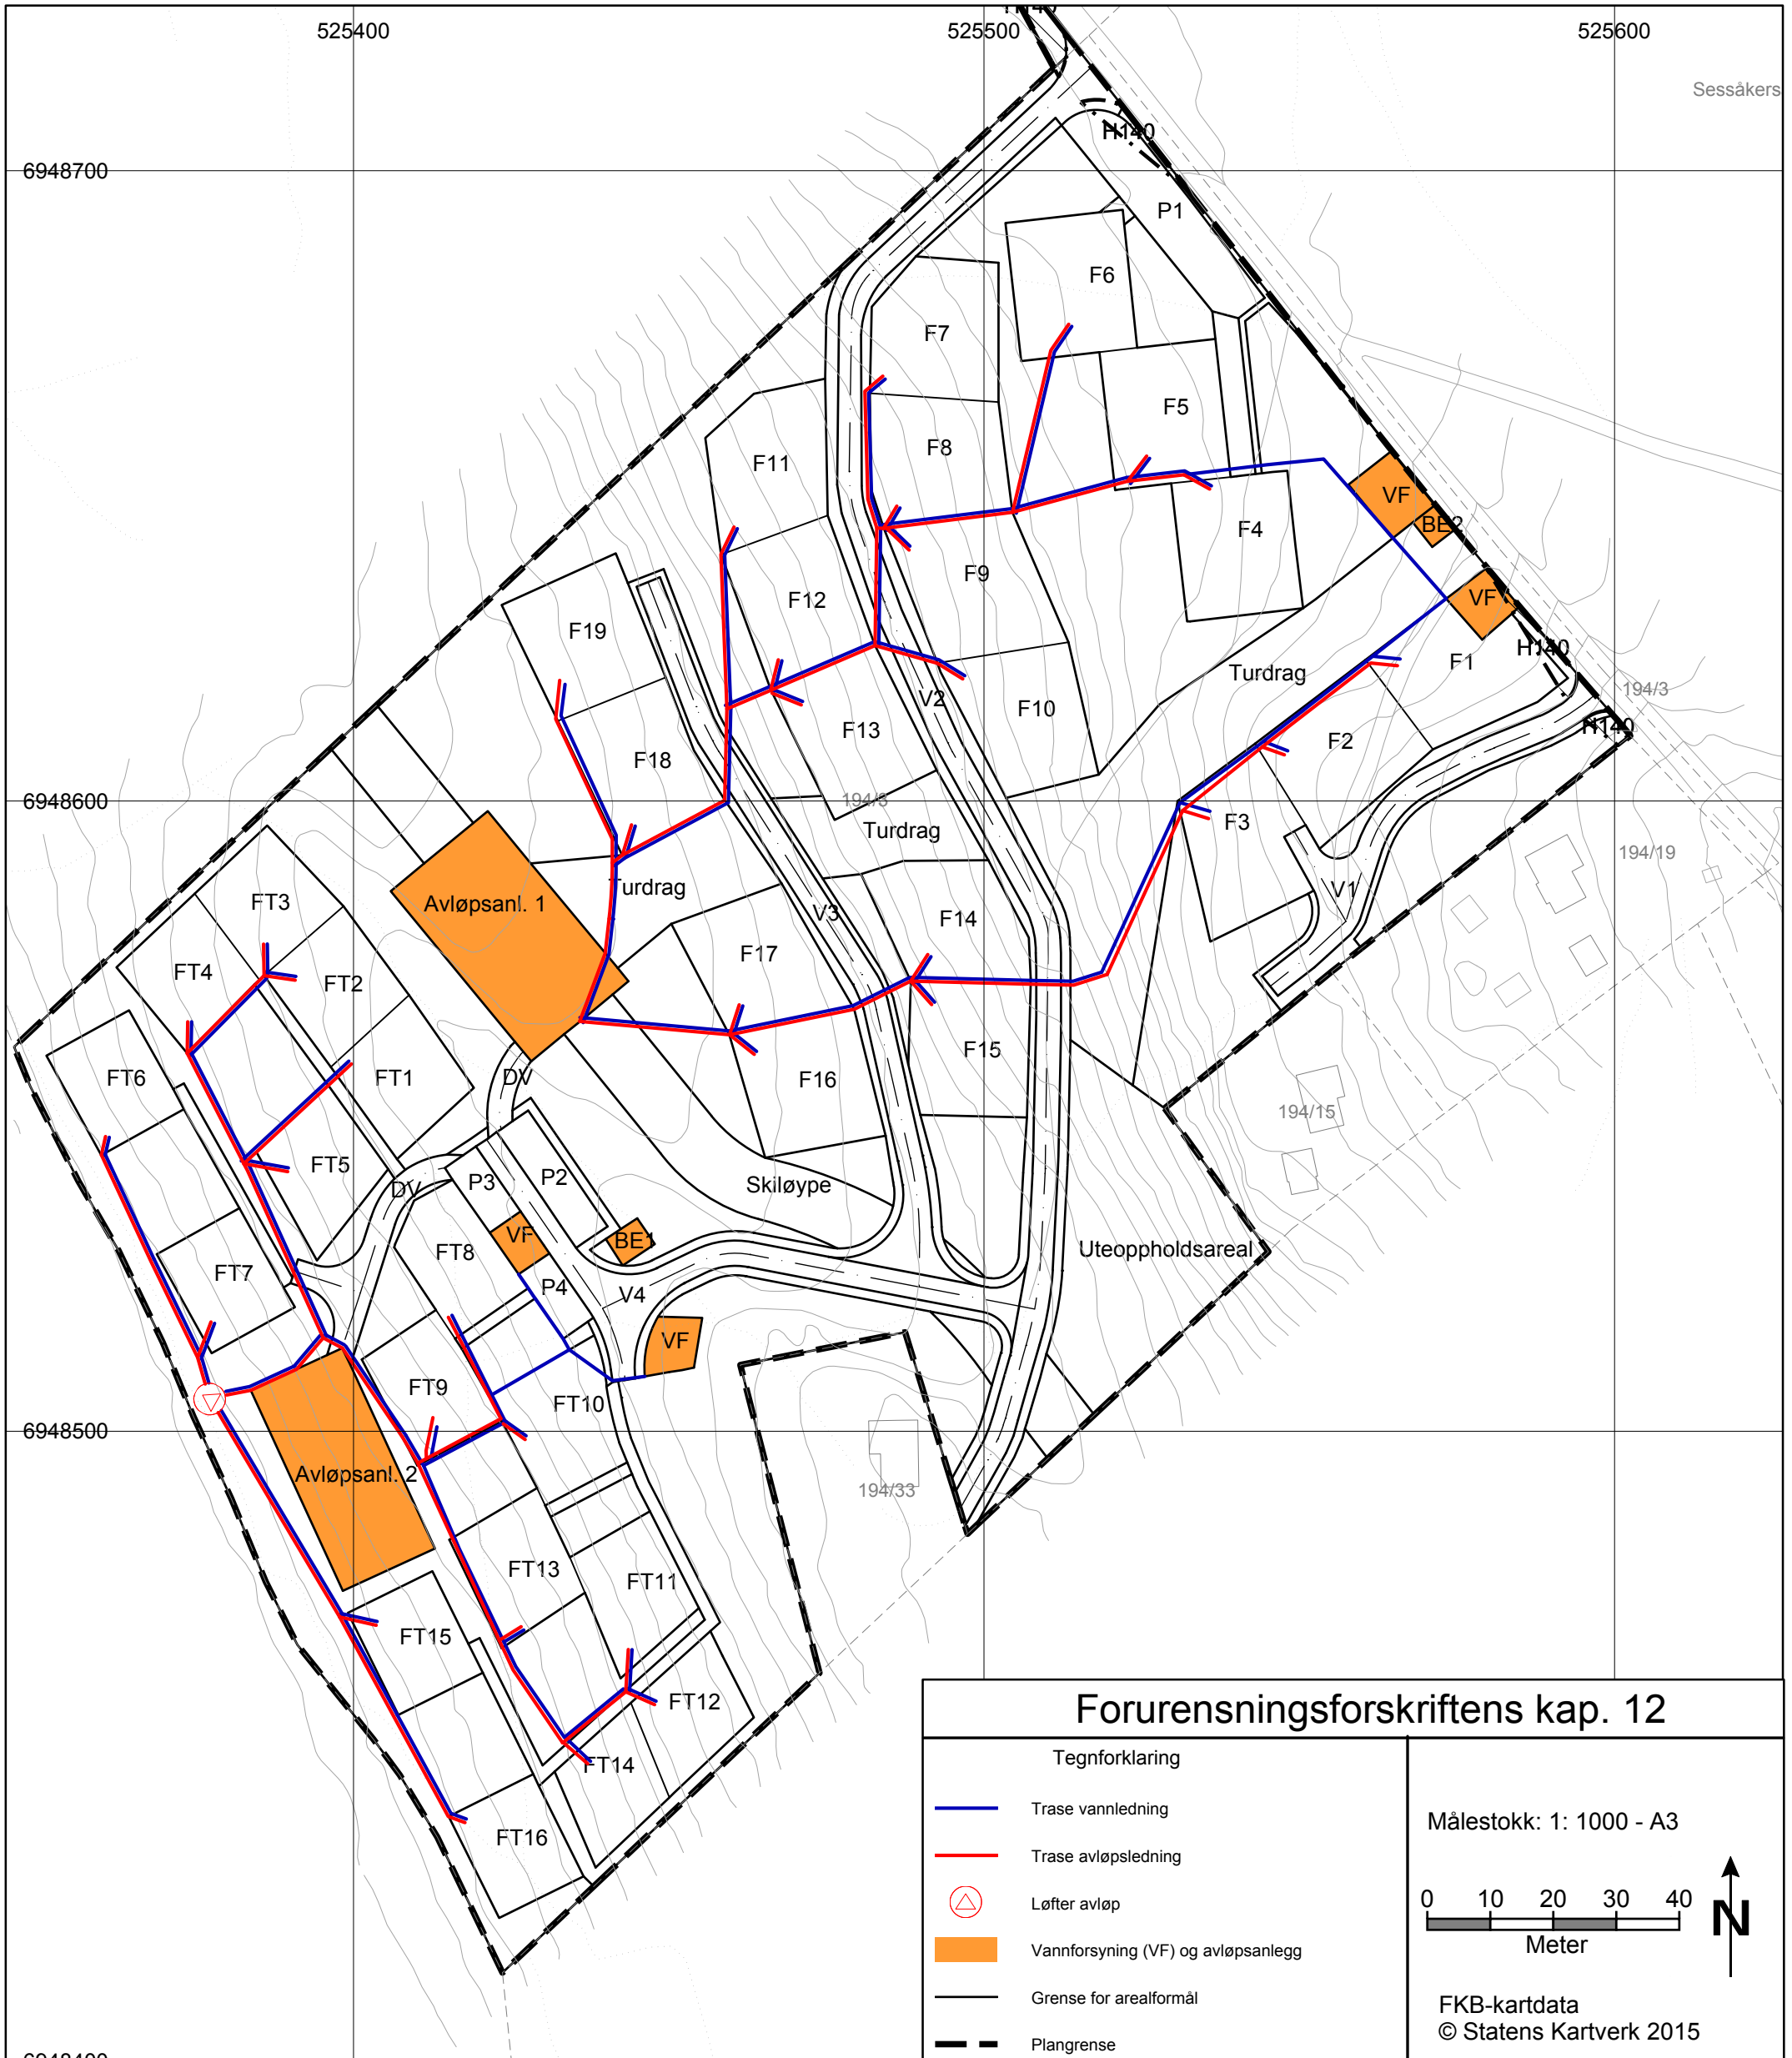 H140
525400
525500
525600
Sessåkers
H140
6948700
P1
F6
F7
F5
F8
F11
VF
BE2
F4
F9
VF
F12
F19
H140
F1
Turdrag
194/3
V2
F10
H140
F13
F2
F18
6948600
194/3
F3
Turdrag
194/19
Turdrag
V1
Avløpsanl. 1
FT3
V3
F14
F17
FT4
FT2
F15
DV
FT1
FT6
F16
194/15
FT5
P2
P3
DV
Skiløype
VF
BE1
FT8
Uteoppholdsareal
FT7
P4
V4
VF
FT9
FT10
6948500
Avløpsanl. 2
194/33
FT13
FT11
FT15
FT12
FT14
FT16
Forurensningsforskriftens kap. 12
Tegnforklaring
Trase vannledning
Trase avløpsledning
Løfter avløp
Vannforsyning (VF) og avløpsanlegg
Grense for arealformål
Plangrense
Målestokk: 1: 1000 - A3
0 10 20 30 40
Meter
N
FKB-kartdata
© Statens Kartverk 2015
6948400